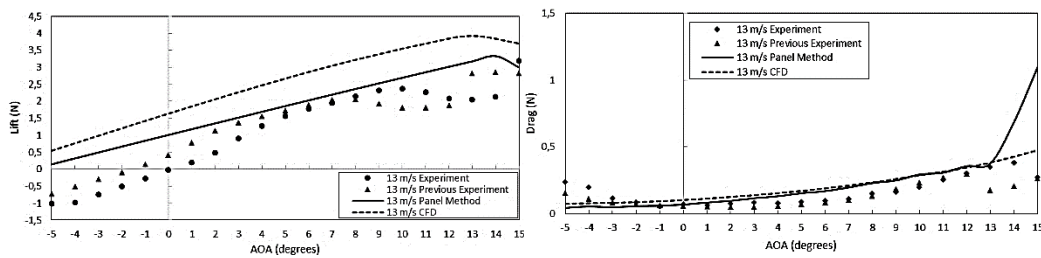 4,5
4
3,5
3
2,5
2
1,5
1
0,5
0
-0,5
-1
-1,5
Lift (N)
13 m/s Experiment
13 m/s Previous Experiment
13 m/s Panel Method
13 m/s CFD
-5 -4 -3 -2 -1 0 1 2 3 4 5 6 7 8 9 10 11 12 13 14 15
AOA (degrees)
1,5
1
0,5
0
Drag (N)
13 m/s Experiment
13 m/s Previous Experiment
13 m/s Panel Method
13 m/s CFD
-5 -4 -3 -2 -1 0 1 2 3 4 5 6 7 8 9 10 11 12 13 14 15
AOA (degrees)